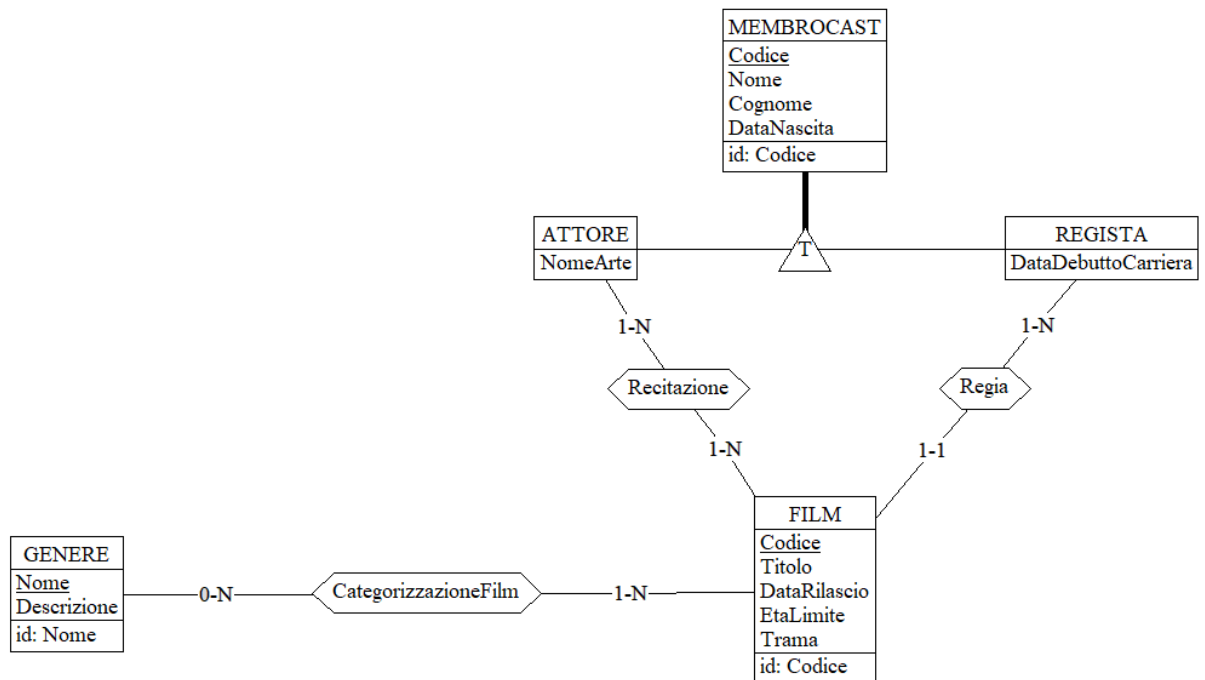 MEMBROCAST
Codice
Nome
Cognome
DataNascita
id: Codice
ATTORE
NomeArte
T
REGISTA
DataDebuttoCarriera
1-N
1-N
Recitazione
Regia
1-N
1-1
FILM
Codice
Titolo
DataRilascio
EtaLimite
Trama
id: Codice
GENERE
Nome
Descrizione
id: Nome
0-N
CategorizzazioneFilm
1-N